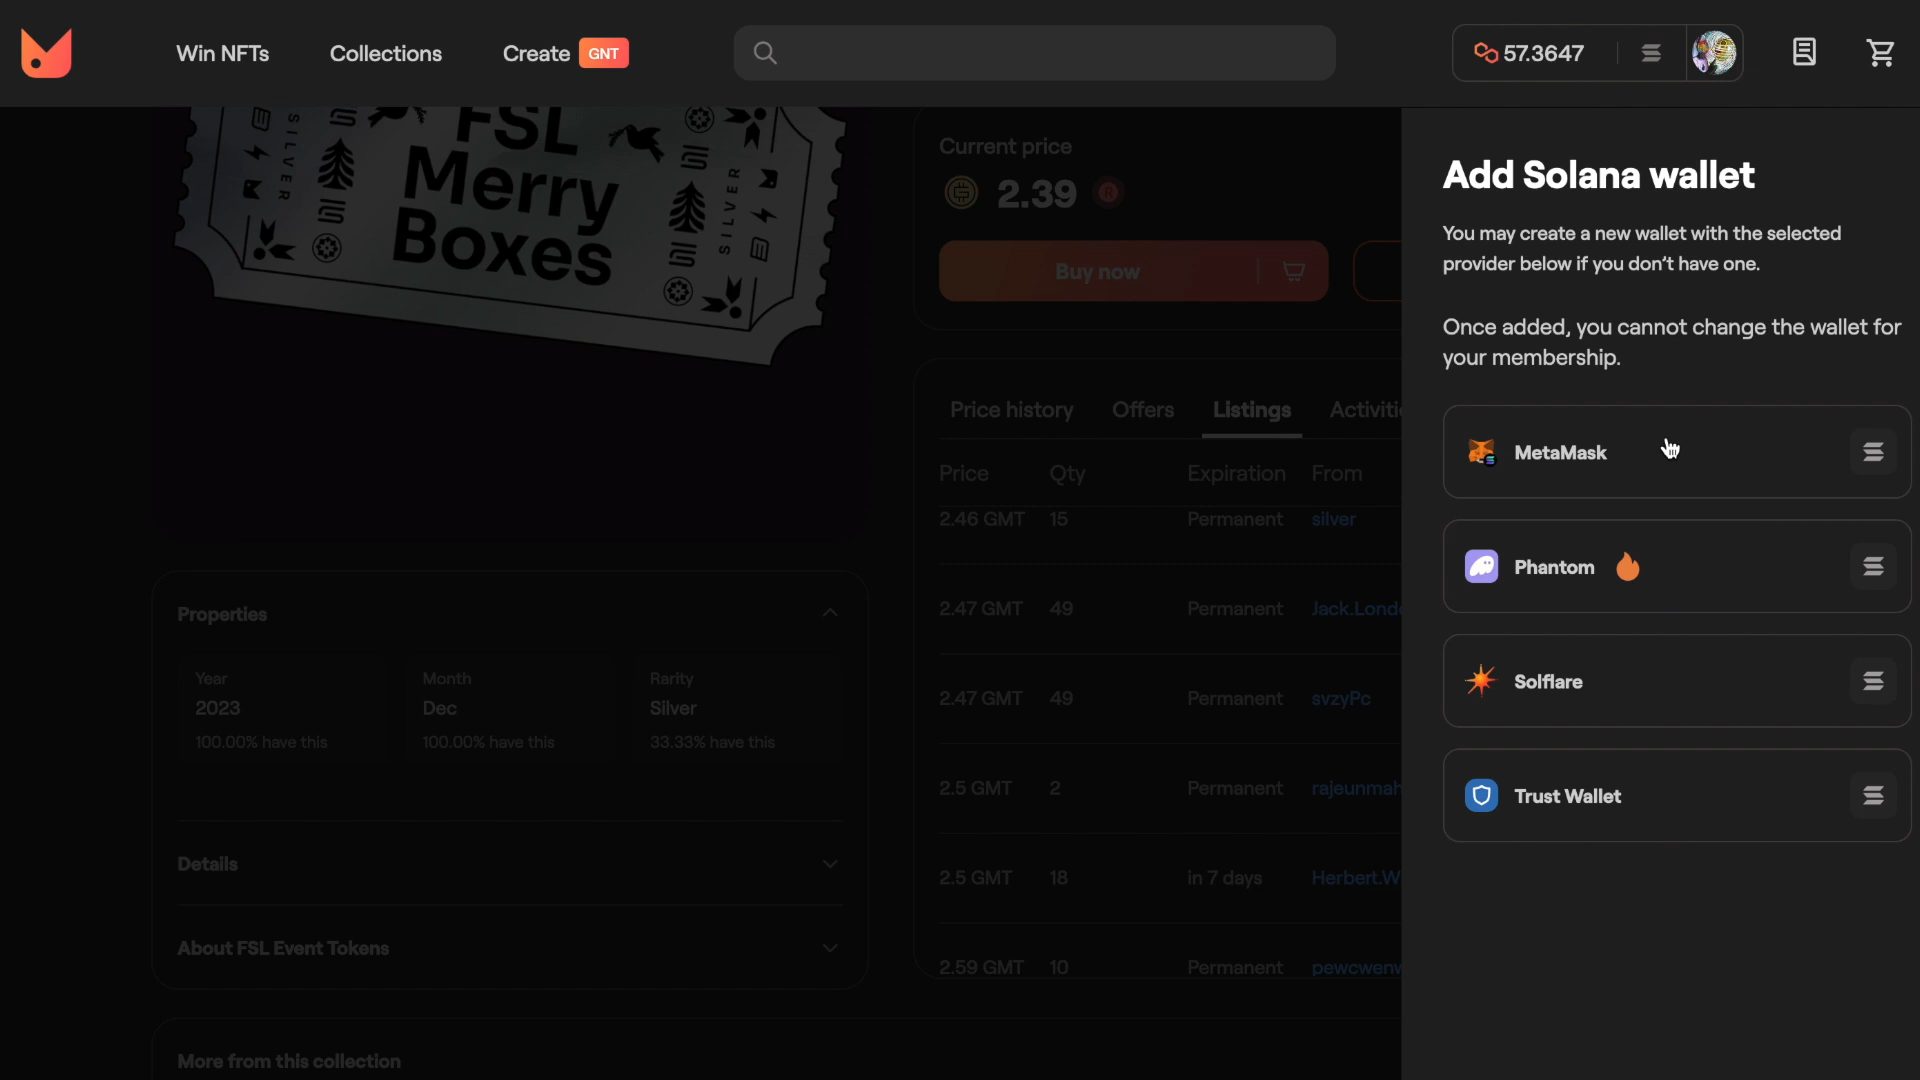 Win NFTs
Collections
Create GNT
57.3647
FSL
Merry
Boxes
SILVER
SILVER
Current price
2.39
Buy now
Price history
Offers
Listings
Price
Qty
Expiration
From
2.46 GMT 15 Permanent silver
2.47 GMT 49 Permanent
2.47 GMT 49 Permanent svzyPc
2.5 GMT 2 Permanent
2.5 GMT 18 in 7 days
2.59 GMT 10 Permanent
Properties
Year
2023
100.00% have this
Month
Dec
100.00% have this
Rarity
Silver
33.33% have this
Details
About FSL Event Tokens
More from this collection
Add Solana wallet
You may create a new wallet with the selected
provider below if you don't have one.
Once added, you cannot change the wallet for
your membership.
MetaMask
Phantom
Solflare
Trust Wallet